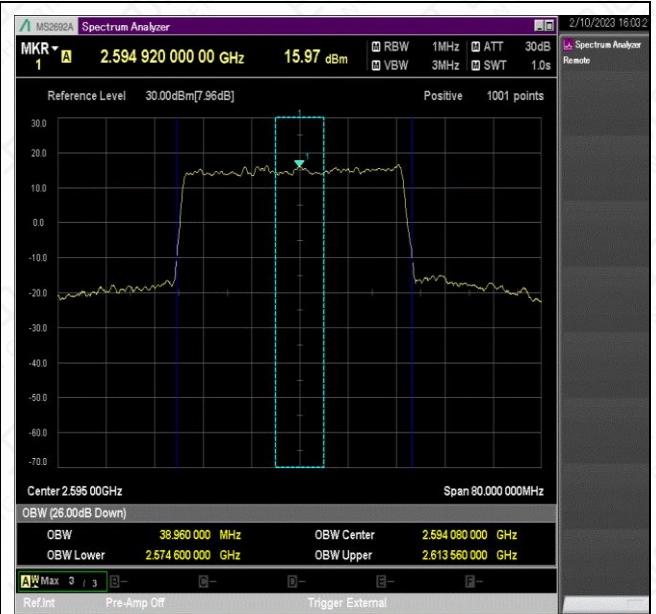 MS2692A Spectrum Analyzer
2/10/2023 16:03:2
MKR 1 A 2.594 920 000 00 GHz 15.97 dBm
M RBW 1MHz M ATT 30dB
M VBW 3MHz M SWT 1.0s
Spectrum Analyzer
Remote
Reference Level 30.00dBm[7.96dB] Positive 1001 points
1
30.0
20.0
1
10.0
0.0
-10.0
-20.0
-30.0
-40.0
-50.0
-60.0
-70.0
Center 2.595 00GHz Span 80.000 000MHz
OBW (26.00dB Down)
OBW 38.960 000 MHz OBW Center 2.594 080 000 GHz
OBW Lower 2.574 600 000 GHz OBW Upper 2.613 560 000 GHz
A W Max 3 / 3 B- C- D- E- F-
Ref.Int Pre-Amp Off Trigger External